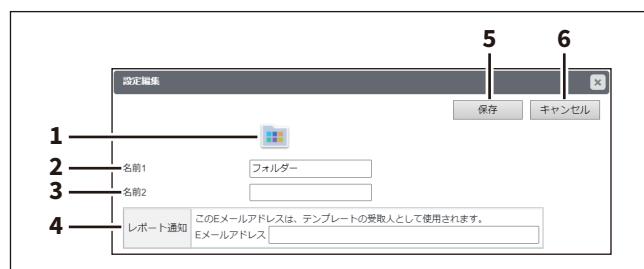 5
6
設定編集
保存
キャンセル
1
2
名前1
フォルダー
3
名前2
4
レポート通知
このEメールアドレスは、テンプレートの受取人として使用されます。
Eメールアドレス